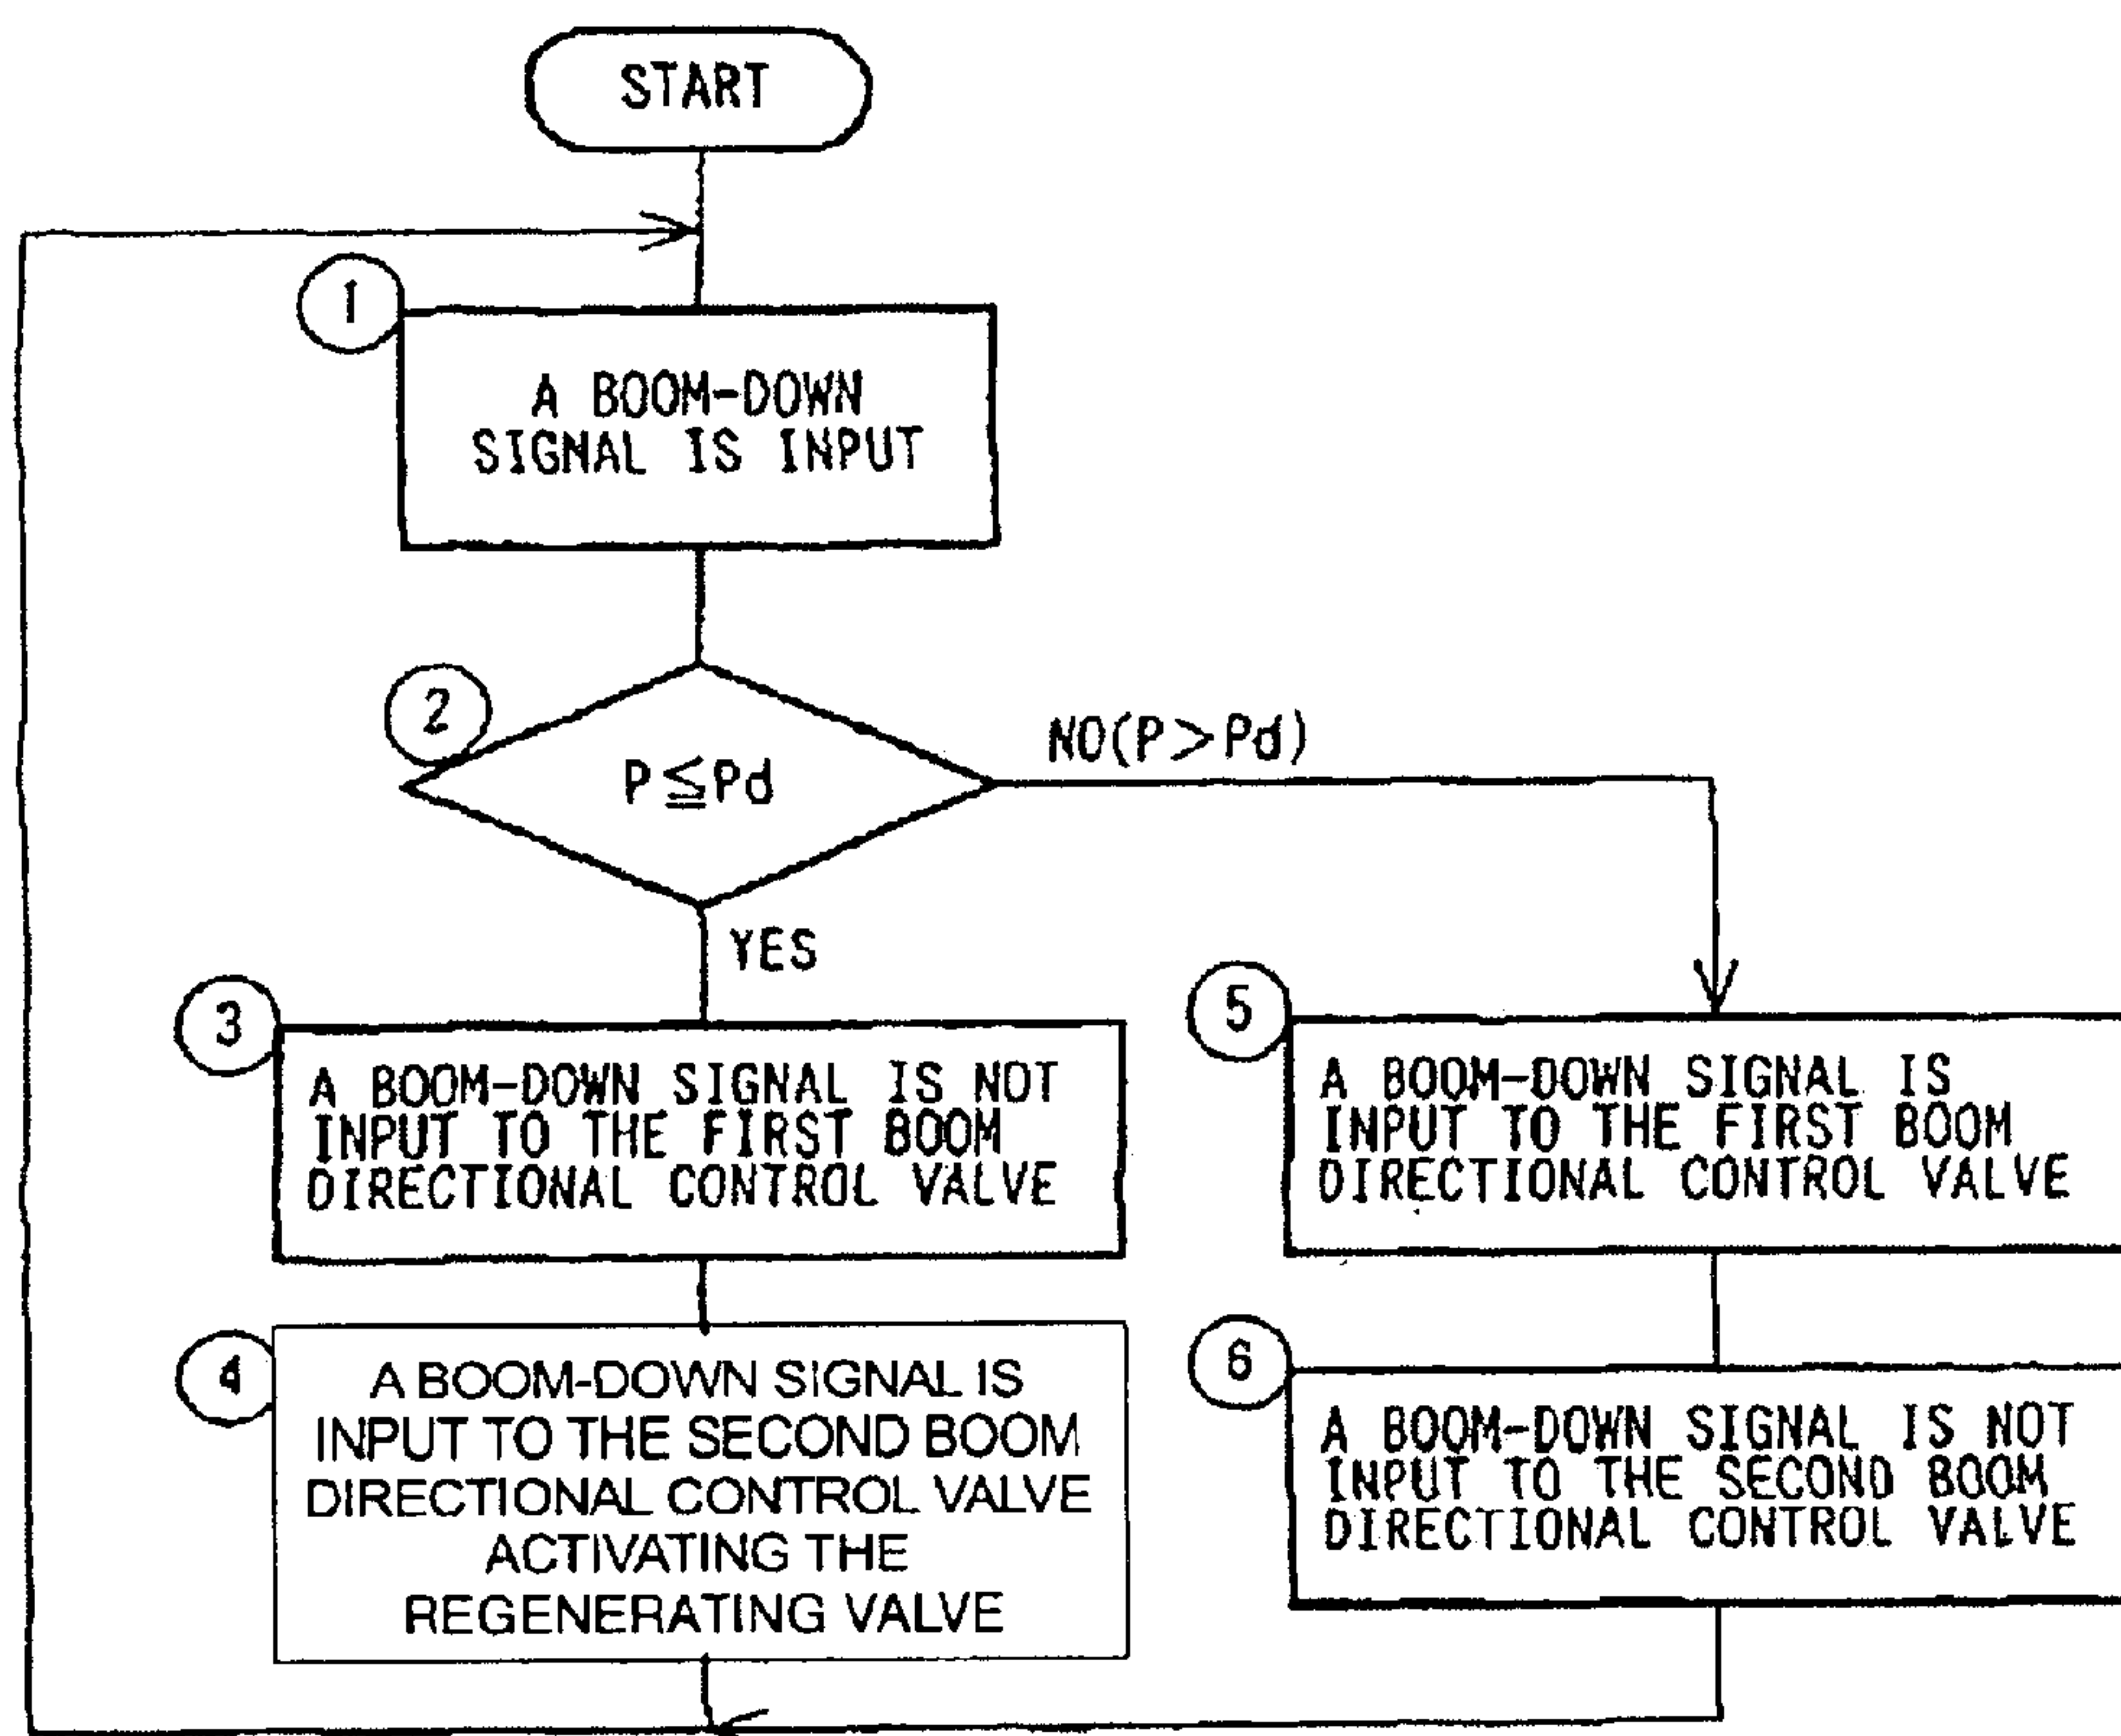 START
1
A BOOM-DOWN
SIGNAL IS INPUT
2
P≦Pd
NO(P>Pd)
YES
3
A BOOM-DOWN SIGNAL IS NOT
INPUT TO THE FIRST BOOM
DIRECTIONAL CONTROL VALVE
4
A BOOM-DOWN SIGNAL IS
INPUT TO THE SECOND BOOM
DIRECTIONAL CONTROL VALVE
ACTIVATING THE
REGENERATING VALVE
5
A BOOM-DOWN SIGNAL IS
INPUT TO THE FIRST BOOM
DIRECTIONAL CONTROL VALVE
6
A BOOM-DOWN SIGNAL IS NOT
INPUT TO THE SECOND BOOM
DIRECTIONAL CONTROL VALVE